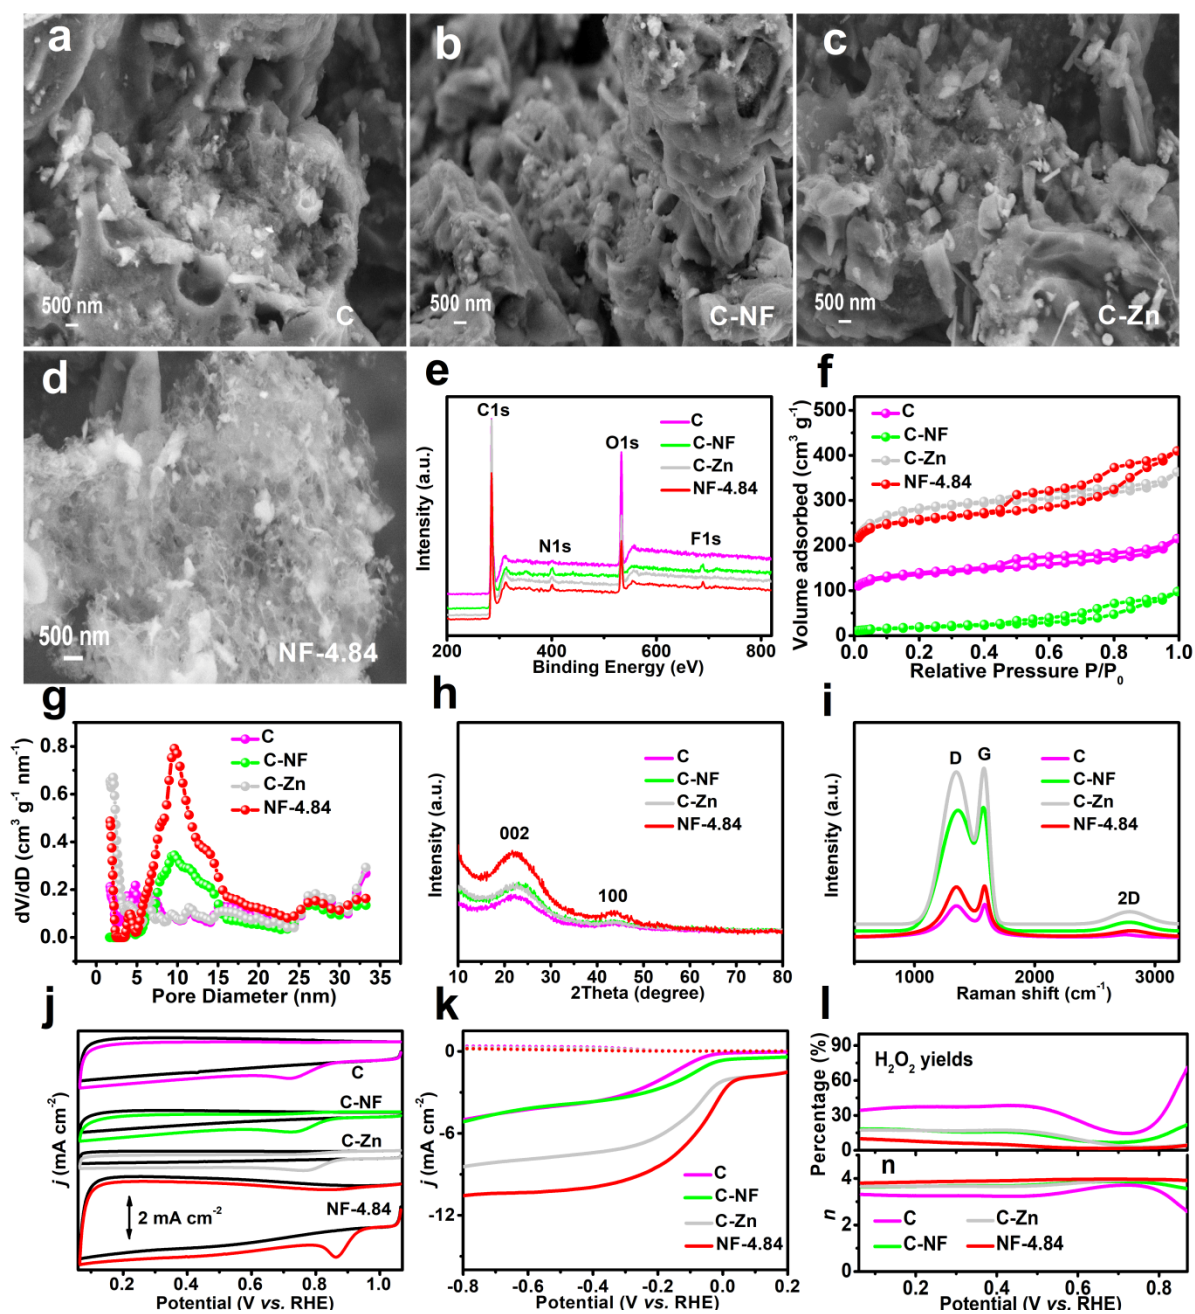 a
500 nm
C
b
500 nm
C-NF
c
500 nm
C-Zn
d
500 nm
NF-4.84
e
C1s
O1s
N1s
F1s
C
C-NF
C-Zn
NF-4.84
Intensity (a.u.)
200 400 600 800
Binding Energy (eV)
f
C
C-NF
C-Zn
NF-4.84
Volume adsorbed (cm³ g⁻¹)
500
400
300
200
100
0
0.0 0.2 0.4 0.6 0.8 1.0
Relative Pressure P/P₀
g
C
C-NF
C-Zn
NF-4.84
dV/dD (cm³ g⁻¹ nm⁻¹)
0.8
0.6
0.4
0.2
0.0
0 5 10 15 20 25 30 35
Pore Diameter (nm)
h
C
C-NF
C-Zn
NF-4.84
002
100
Intensity (a.u.)
10 20 30 40 50 60 70 80
2Theta (degree)
i
D G
2D
C
C-NF
C-Zn
NF-4.84
Intensity (a.u.)
1000 2000 3000
Raman shift (cm⁻¹)
j
C
C-NF
C-Zn
NF-4.84
2 mA cm⁻²
j (mA cm⁻²)
0.2 0.4 0.6 0.8 1.0
Potential (V vs. RHE)
k
0
-6
-12
j (mA cm⁻²)
C
C-NF
C-Zn
NF-4.84
-0.8 -0.6 -0.4 -0.2 0.0 0.2
Potential (V vs. RHE)
l
H₂O₂ yields
Percentage (%)
90
60
30
0
n
n
4
2
0
C C-Zn
C-NF NF-4.84
0.2 0.4 0.6 0.8
Potential (V vs. RHE)